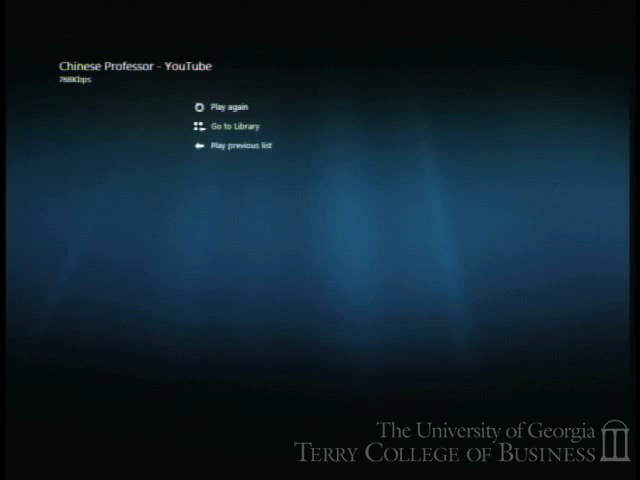 Chinese Professor - YouTube
768Kbps
Play again
Go to Library
Play previous list
The University of Georgia
TERRY COLLEGE OF BUSINESS